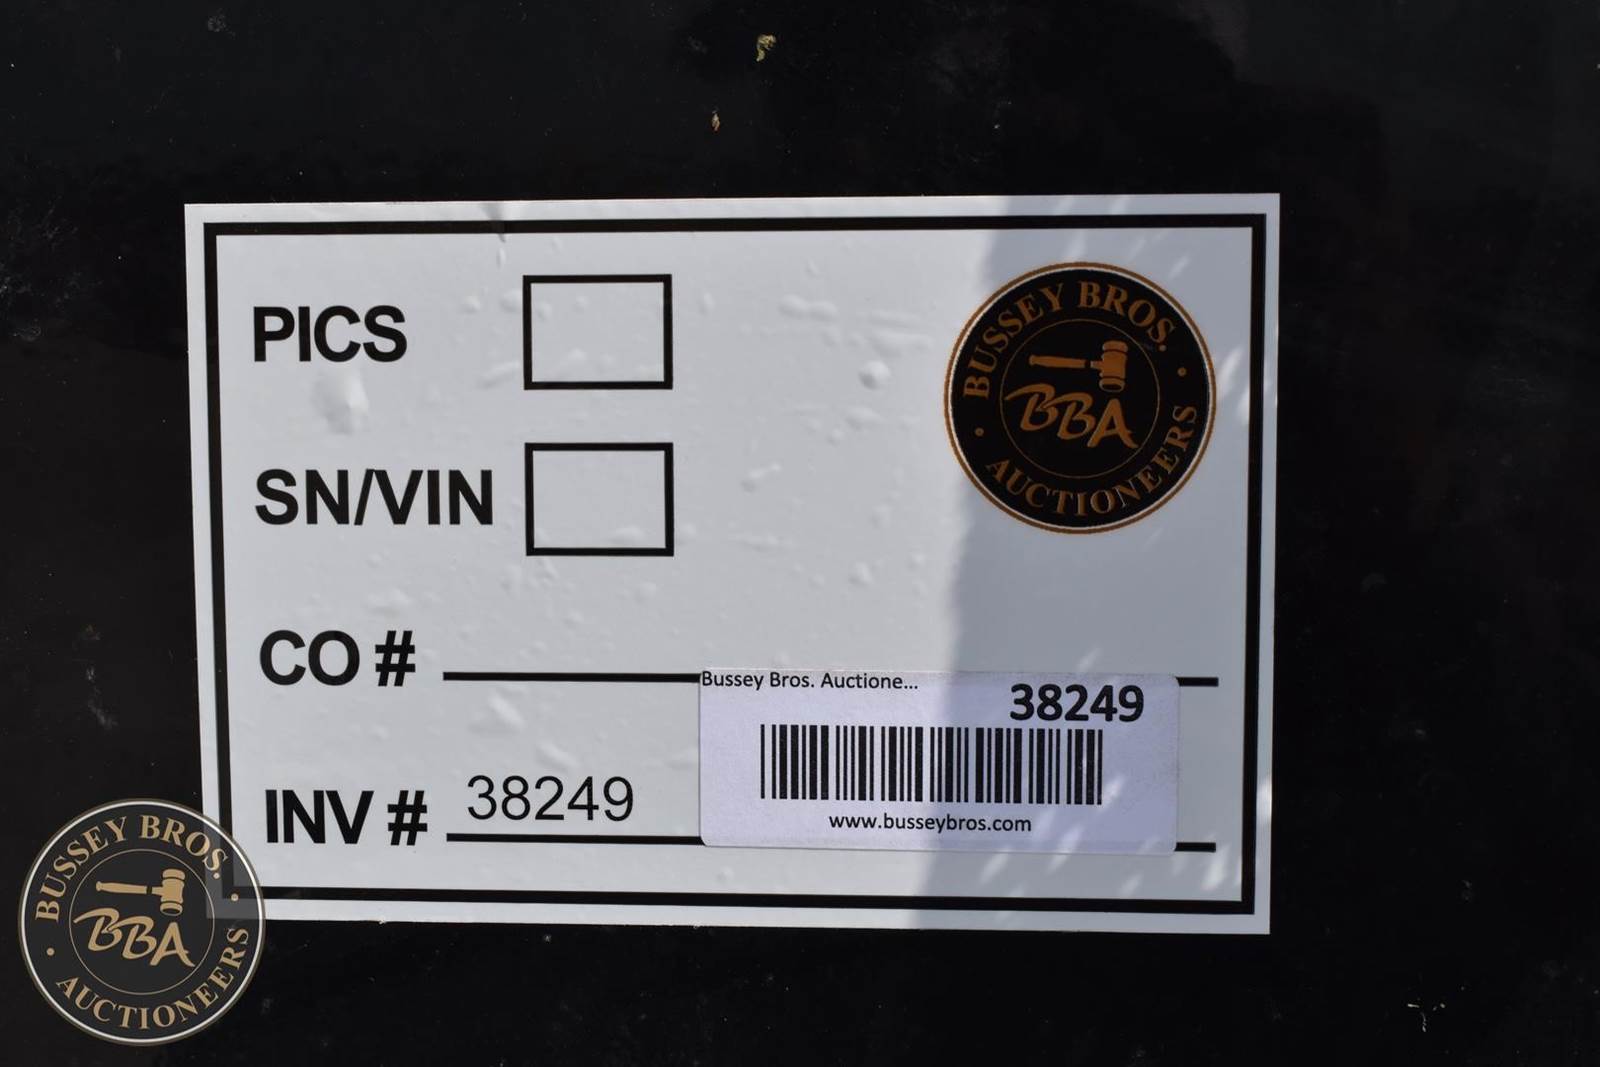 PICS
BUSSEY BROS.
BBA
AUCTIONEERS
SN/VIN
CO #
Bussey Bros. Auctione...
38249
INV # 38249
www.busseybros.com
BUSSEY BROS.
BBA
AUCTIONEERS